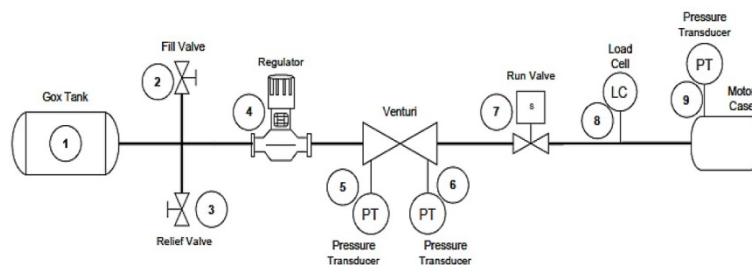 Pressure
Transducer
Fill Valve
Regulator
Load
Cell
PT
2
Run Valve
9
Gox Tank
4
Venturi
7
S
LC
Motor
Case
8
1
5
6
3
PT
PT
Relief Valve
Pressure
Transducer
Pressure
Transducer